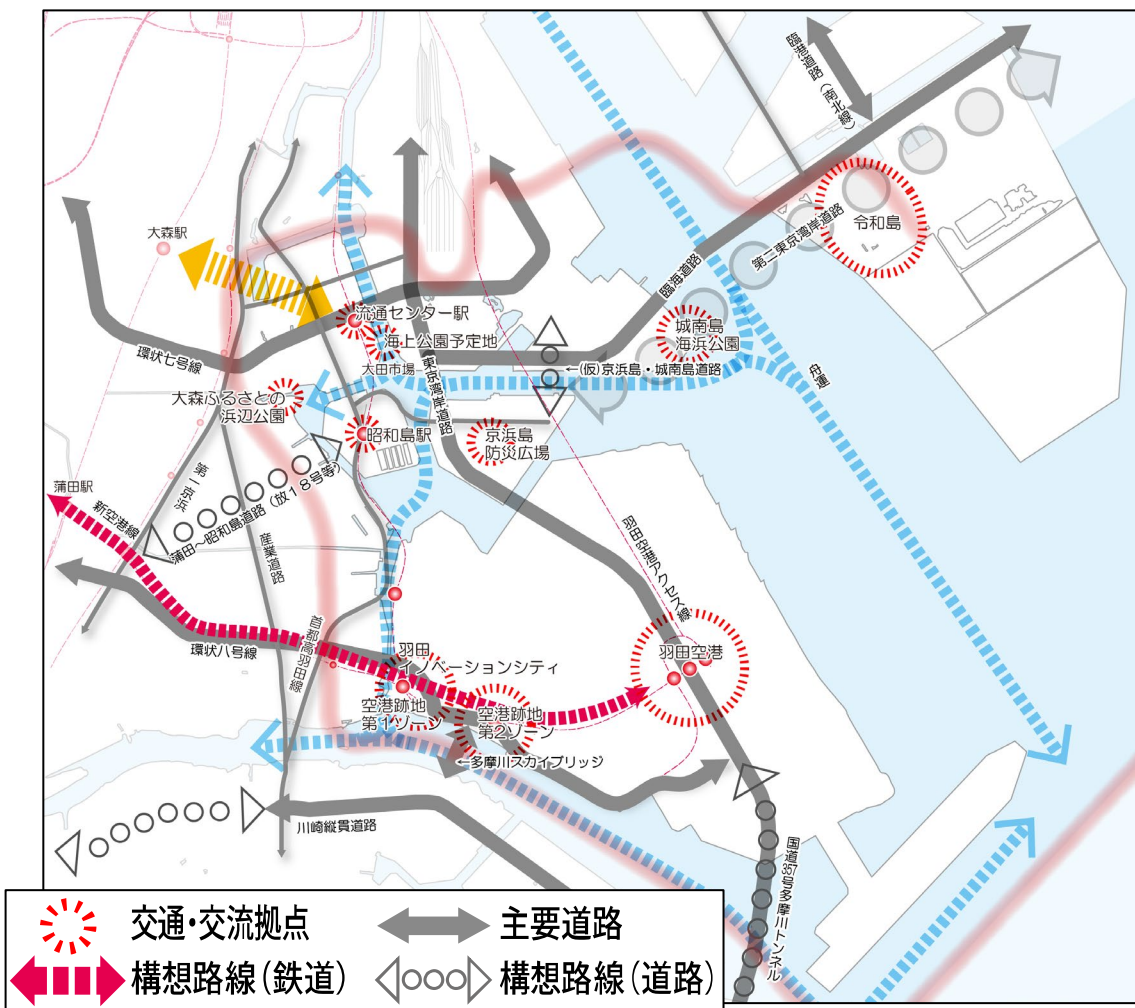 臨港道路(南北線)
大森駅
令和島
第二東京湾岸道路
臨海道路
流通センター駅
海上公園予定地
城南島
海浜公園
環状七号線
大田市場
←(仮)京浜島・城南島道路
舟運
大森ふるさとの
浜辺公園
東京湾岸道路
昭和島駅
京浜島
防災広場
第一京浜
蒲田駅
新空港線
蒲田～昭和島道路(放18号等)
産業道路
羽田空港アクセス線
首都高羽田線
環状八号線
羽田
イノベーションシティ
羽田空港
空港跡地
第1ゾーン
空港跡地
第2ゾーン
←多摩川スカイブリッジ
川崎縦貫道路
国道357号多摩川トンネル
交通・交流拠点
主要道路
構想路線(鉄道)
構想路線(道路)